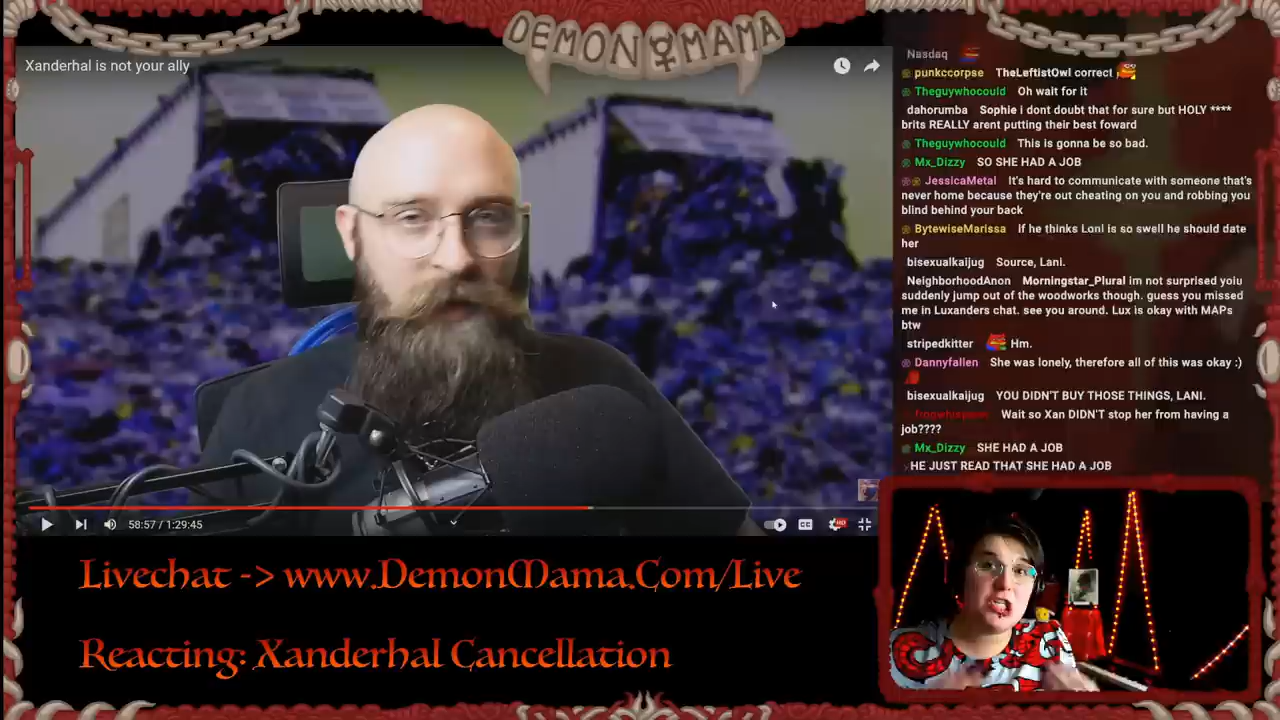 DEMON MAMA
Xanderhal is not your ally
Nasdaq
punkccorpse TheLeftistOwl correct
Theguywhocould Oh wait for it
dahorumba Sophie i dont doubt that for sure but HOLY ****
brits REALLY arent putting their best foward
Theguywhocould This is gonna be so bad.
Mx_Dizzy SO SHE HAD A JOB
JessicaMetal It's hard to communicate with someone that's
never home because they're out cheating on you and robbing you
blind behind your back
BytewiseMarissa If he thinks Lani is so swell he should date
her
bisexualkaijug Source, Lani.
NeighborhoodAnon Morningstar_Plural im not surprised yoiu
suddenly jump out of the woodworks though. guess you missed
me in Luxanders chat. see you around. Lux is okay with MAPs
btw
stripedkitter Hm.
Dannyfallen She was lonely, therefore all of this was okay :)
bisexualkaijug YOU DIDN'T BUY THOSE THINGS, LANI.
frogwhisperer Wait so Xan DIDN'T stop her from having a
job????
Mx_Dizzy SHE HAD A JOB
HE JUST READ THAT SHE HAD A JOB
58:57 / 1:29:45
CC
HD
Livechat -> www.DemonMama.Com/Live
Reacting: Xanderhal Cancellation